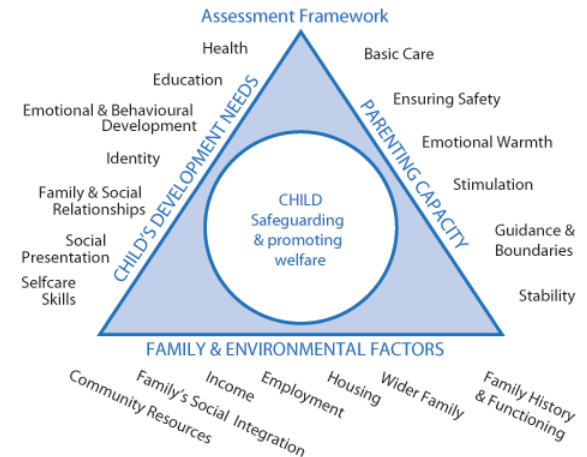 Assessment Framework
Health
Education
Emotional & Behavioural
Development
Identity
Family & Social
Relationships
Social
Presentation
Selfcare
Skills
CHILD'S DEVELOPMENT NEEDS
CHILD
Safeguarding
& promoting
welfare
PARENTING CAPACITY
Basic Care
Ensuring Safety
Emotional Warmth
Stimulation
Guidance &
Boundaries
Stability
FAMILY & ENVIRONMENTAL FACTORS
Community Resources
Family's Social Integration
Income
Employment
Housing
Wider Family
Family History
& Functioning